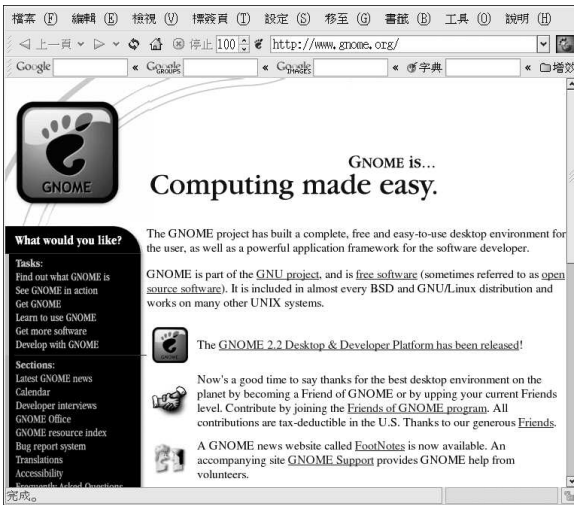 檔案 (F) 編輯 (E) 檢視 (V) 標簽頁 (T) 設定 (S) 移至 (G) 書籤 (B) 工具 (O) 說明 (H)
上一頁 停止 100 http://www.gnome.org/
Google « Google GROUPS « Google IMAGES « 字典 « 增效
GNOME
GNOME is...
Computing made easy.
What would you like?
Tasks:
Find out what GNOME is
See GNOME in action
Get GNOME
Learn to use GNOME
Get more software
Develop with GNOME
Sections:
Latest GNOME news
Calendar
Developer interviews
GNOME Office
GNOME resource index
Bug report system
Translations
Accessibility
Frequently Asked Questions
The GNOME project has built a complete, free and easy-to-use desktop environment for
the user, as well as a powerful application framework for the software developer.
GNOME is part of the GNU project, and is free software (sometimes referred to as open
source software). It is included in almost every BSD and GNU/Linux distribution and
works on many other UNIX systems.
GNOME
The GNOME 2.2 Desktop & Developer Platform has been released!
Now's a good time to say thanks for the best desktop environment on the
planet by becoming a Friend of GNOME or by upping your current Friends
level. Contribute by joining the Friends of GNOME program. All
contributions are tax-deductible in the U.S. Thanks to our generous Friends.
A GNOME news website called FootNotes is now available. An
accompanying site GNOME Support provides GNOME help from
volunteers.
完成。